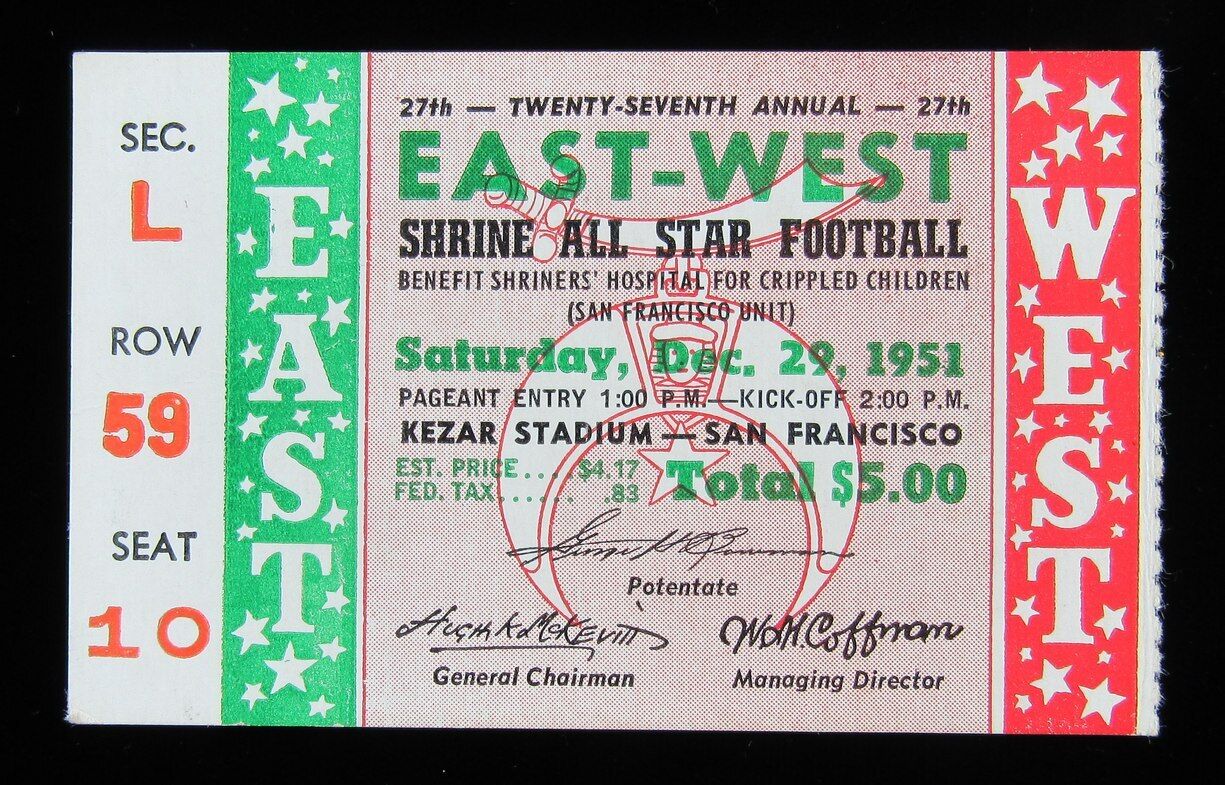 SEC.
L
ROW
59
SEAT
10
EAST
27th — TWENTY-SEVENTH ANNUAL — 27th
EAST-WEST
SHRINE ALL STAR FOOTBALL
BENEFIT SHRINERS' HOSPITAL FOR CRIPPLED CHILDREN
(SAN FRANCISCO UNIT)
Saturday, Dec. 29, 1951
PAGEANT ENTRY 1:00 P.M.—KICK-OFF 2:00 P.M.
KEZAR STADIUM — SAN FRANCISCO
EST. PRICE.... $4.17
FED. TAX...... .83
Total $5.00
George H. Bowman
Potentate
Hugh K McKevitt
General Chairman
Wm.Coffman
Managing Director
WEST